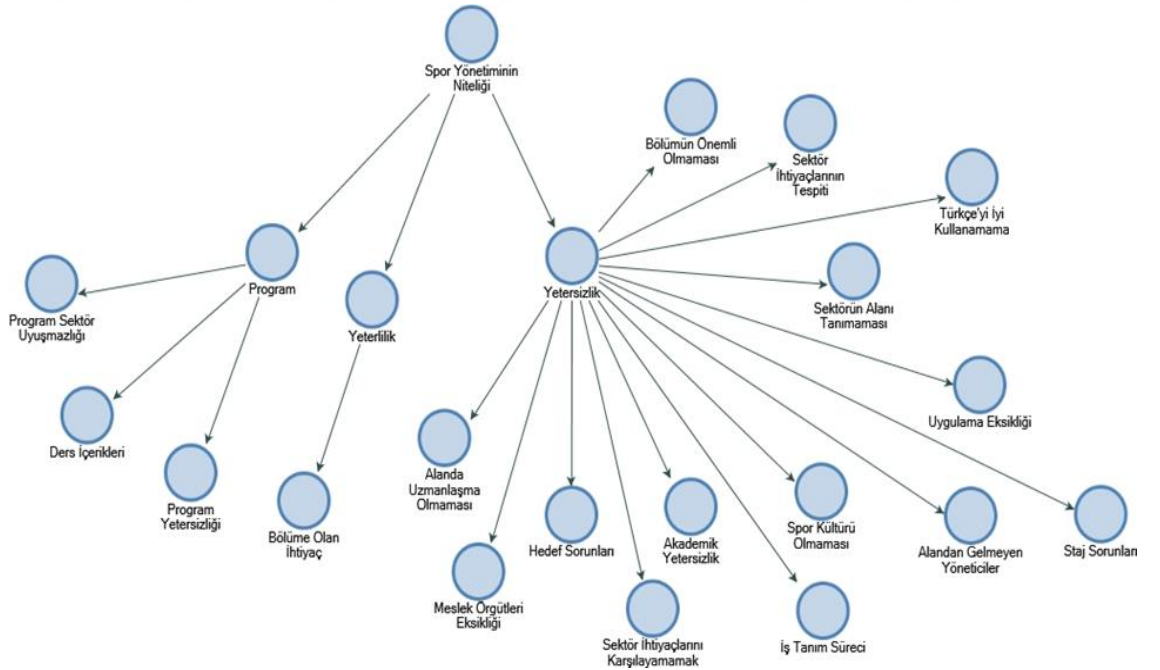 Spor Yönetiminin
Niteliği
Bölümün Önemli
Olmaması
Sektör
İhtiyaçlarının
Tespiti
Türkçe'yi İyi
Kullanamama
Program
Yeterlilik
Yetersizlik
Program Sektör
Uyuşmazlığı
Sektörün Alanı
Tanımaması
Ders İçerikleri
Program
Yetersizliği
Bölüme Olan
İhtiyaç
Alanda
Uzmanlaşma
Olmaması
Uygulama Eksikliği
Hedef Sorunları
Akademik
Yetersizlik
Spor Kültürü
Olmaması
Alandan Gelmeyen
Yöneticiler
Staj Sorunları
Meslek Örgütleri
Eksikliği
Sektör İhtiyaçlarını
Karşılayamamak
İş Tanım Süreci